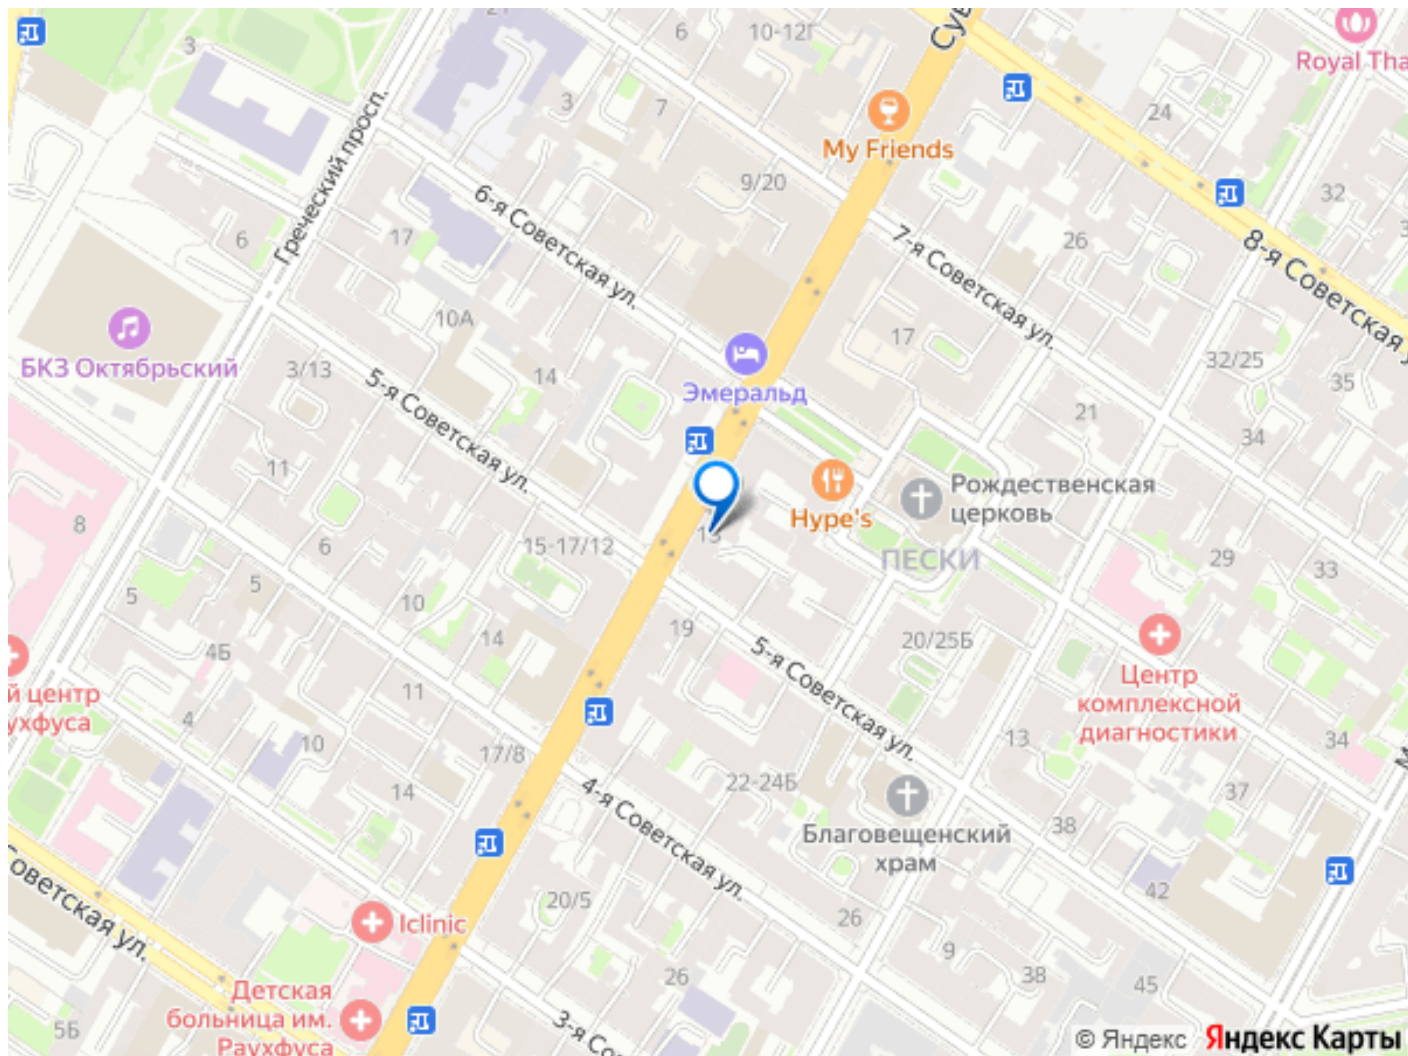 21
6
10-12Г
Сув
3
Royal Tha
3
7
24
My Friends
Греческий просп.
9/20
32
6-я Советская ул.
17
6
7-я Советская ул.
26
8-я Советская у
10А
17
БКЗ Октябрьский
3/13
Эмеральд
32/25
35
14
5-я Советская ул.
21
34
11
Hype's
Рождественская
церковь
8
6
15-17/12
ПЕСКИ
29
33
5
5
10
14
19
20/25Б
4Б
5-я Советская ул.
й центр
ухфуса
11
Центр
комплексной
диагностики
4
10
17/8
13
34
14
22-24Б
37
4-я Советская ул.
Благовещенский
храм
38
оветская ул.
42
20/5
26
Iclinic
9
38
45
26
Детская
больница им.
Раухфуса
5Б
3-я Со
© Яндекс Яндекс Карты